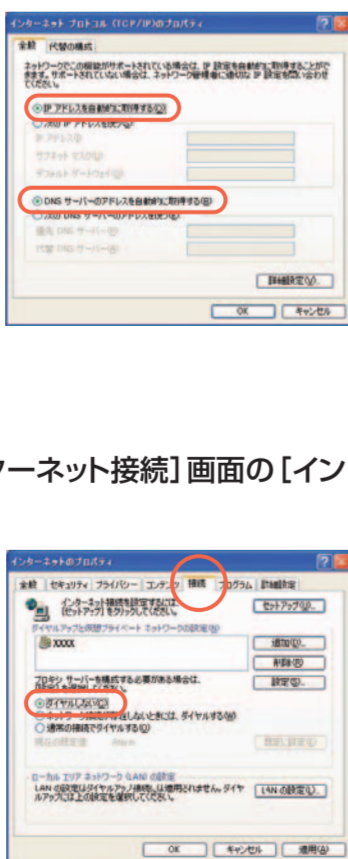 インターネット プロトコル (TCP/IP)のプロパティ
全般 代替の構成
ネットワークでこの機能がサポートされている場合は、IP 設定を自動的に取得することがで
きます。サポートされていない場合は、ネットワーク管理者に適切な IP 設定を問い合わせ
てください。
IP アドレスを自動的に取得する(O)
次の IP アドレスを使う(S):
IP アドレス(I):
サブネット マスク(U):
デフォルト ゲートウェイ(D):
DNS サーバーのアドレスを自動的に取得する(B)
次の DNS サーバーのアドレスを使う(E):
優先 DNS サーバー(P):
代替 DNS サーバー(A):
詳細設定(V)...
OK キャンセル
ーネット接続］画面の［イン
インターネットのプロパティ
全般 セキュリティ プライバシー コンテンツ 接続 プログラム 詳細設定
インターネット接続を設定するには、
[セットアップ] をクリックしてください。
セットアップ(U)...
ダイヤルアップと仮想プライベート ネットワークの設定(N)
XXXX
追加(D)...
削除(R)
プロキシ サーバーを構成する必要がある場合は、
[設定] を選択してください。
設定(S)...
ダイヤルしない(C)
ネットワーク接続が存在しないときには、ダイヤルする(W)
通常の接続でダイヤルする(O)
現在の既定値
既定に設定(E)
ローカル エリア ネットワーク (LAN) の設定
LAN の設定はダイヤルアップ接続には適用されません。ダイヤ
ルアップには上の設定を選択してください。
LAN の設定(L)...
OK キャンセル 適用(A)